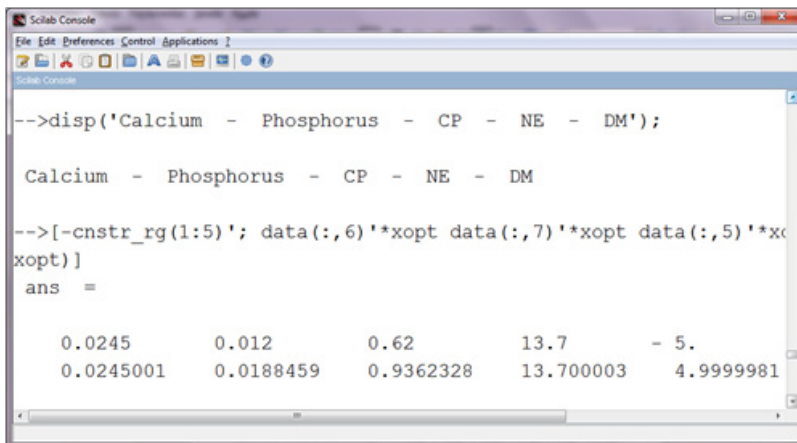 Scilab Console
File Edit Preferences Control Applications ?
Scilab Console
-->disp('Calcium - Phosphorus - CP - NE - DM');
Calcium - Phosphorus - CP - NE - DM
-->[-cnstr_rg(1:5)'; data(:,6)'*xopt data(:,7)'*xopt data(:,5)'*xo
xopt)]
ans =
0.0245 0.012 0.62 13.7 - 5.
0.0245001 0.0188459 0.9362328 13.700003 4.9999981